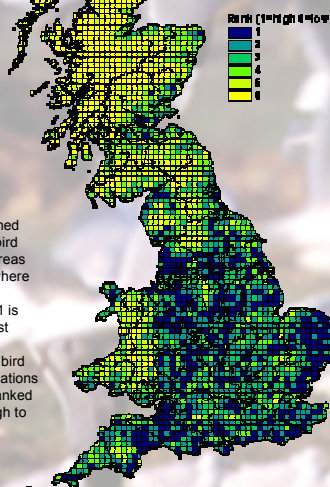 Rank (1=high 6=low
1
2
3
4
5
6
ned
bird
reas
where
1 is
st
bird
ations
anked
gh to